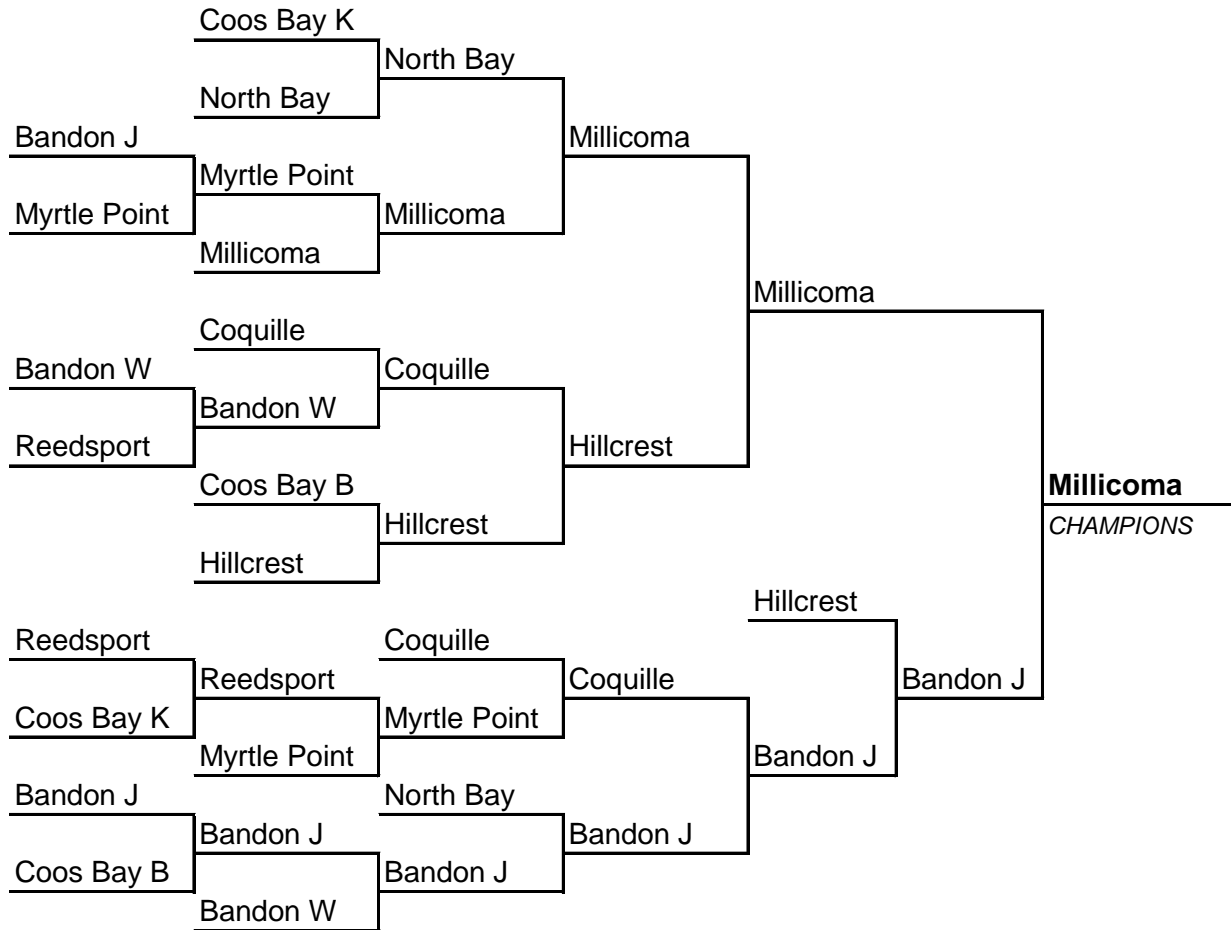 Coos Bay K
North Bay
North Bay
Bandon J
Millicoma
Myrtle Point
Myrtle Point
Millicoma
Millicoma
Millicoma
Coquille
Bandon W
Coquille
Bandon W
Reedsport
Hillcrest
Coos Bay B
Millicoma
Hillcrest
CHAMPIONS
Hillcrest
Hillcrest
Reedsport
Coquille
Reedsport
Coquille
Bandon J
Coos Bay K
Myrtle Point
Myrtle Point
Bandon J
Bandon J
North Bay
Bandon J
Bandon J
Coos Bay B
Bandon J
Bandon W